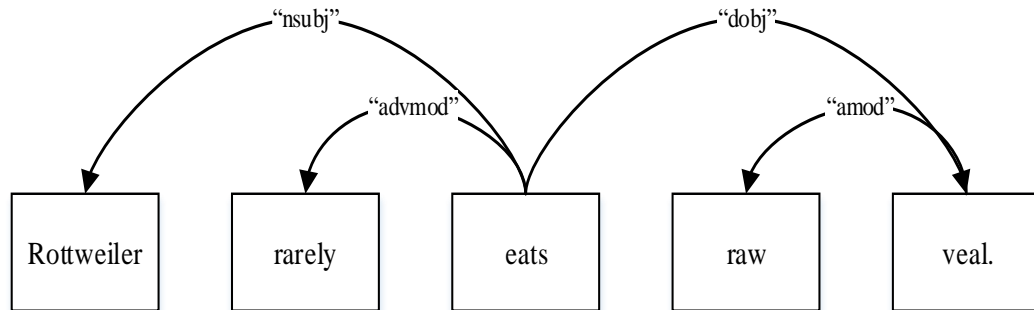 “nsubj” “dobj”
“advmod” “amod”
Rottweiler rarely eats raw veal.